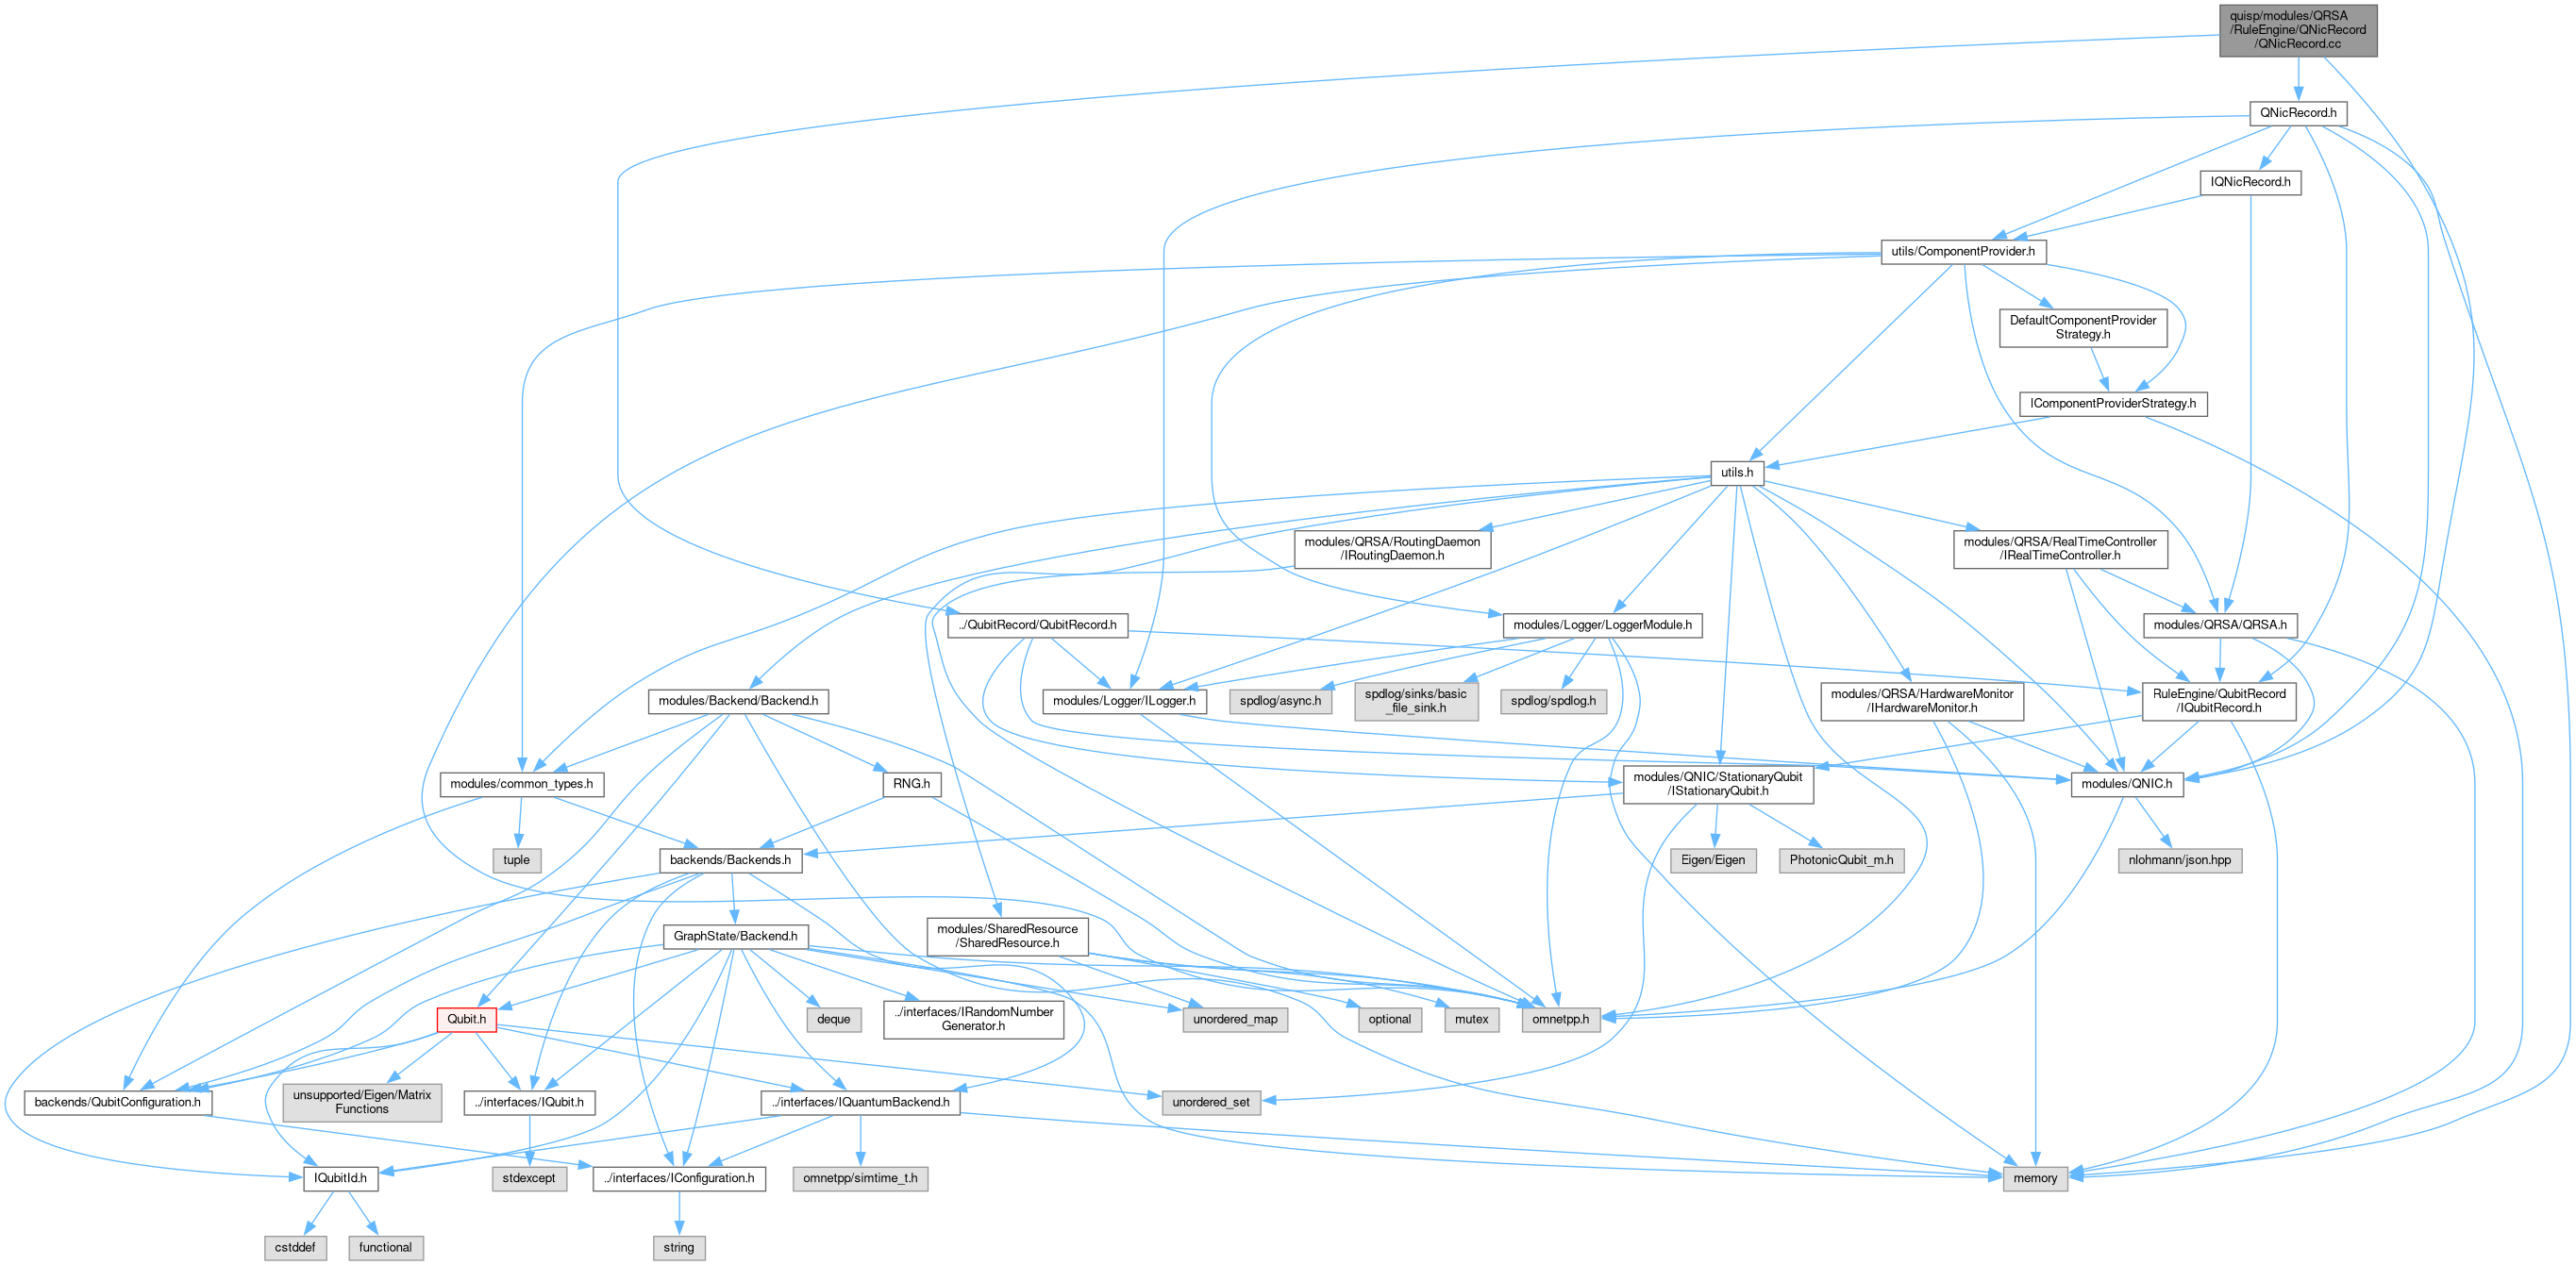 quisp/modules/QRSA
/RuleEngine/QNicRecord
/QNicRecord.cc
QNicRecord.h
IQNicRecord.h
utils/ComponentProvider.h
DefaultComponentProvider
Strategy.h
IComponentProviderStrategy.h
utils.h
modules/QRSA/RoutingDaemon
/IRoutingDaemon.h
modules/QRSA/RealTimeController
/IRealTimeController.h
../QubitRecord/QubitRecord.h
modules/Logger/LoggerModule.h
modules/QRSA/QRSA.h
modules/Backend/Backend.h
modules/Logger/ILogger.h
spdlog/async.h
spdlog/sinks/basic
_file_sink.h
spdlog/spdlog.h
modules/QRSA/HardwareMonitor
/IHardwareMonitor.h
RuleEngine/QubitRecord
/IQubitRecord.h
modules/common_types.h
RNG.h
modules/QNIC/StationaryQubit
/IStationaryQubit.h
modules/QNIC.h
tuple
backends/Backends.h
Eigen/Eigen
PhotonicQubit_m.h
nlohmann/json.hpp
GraphState/Backend.h
modules/SharedResource
/SharedResource.h
Qubit.h
deque
../interfaces/IRandomNumber
Generator.h
unordered_map
optional
mutex
omnetpp.h
backends/QubitConfiguration.h
unsupported/Eigen/Matrix
Functions
../interfaces/IQubit.h
../interfaces/IQuantumBackend.h
unordered_set
IQubitId.h
stdexcept
../interfaces/IConfiguration.h
omnetpp/simtime_t.h
memory
cstddef
functional
string